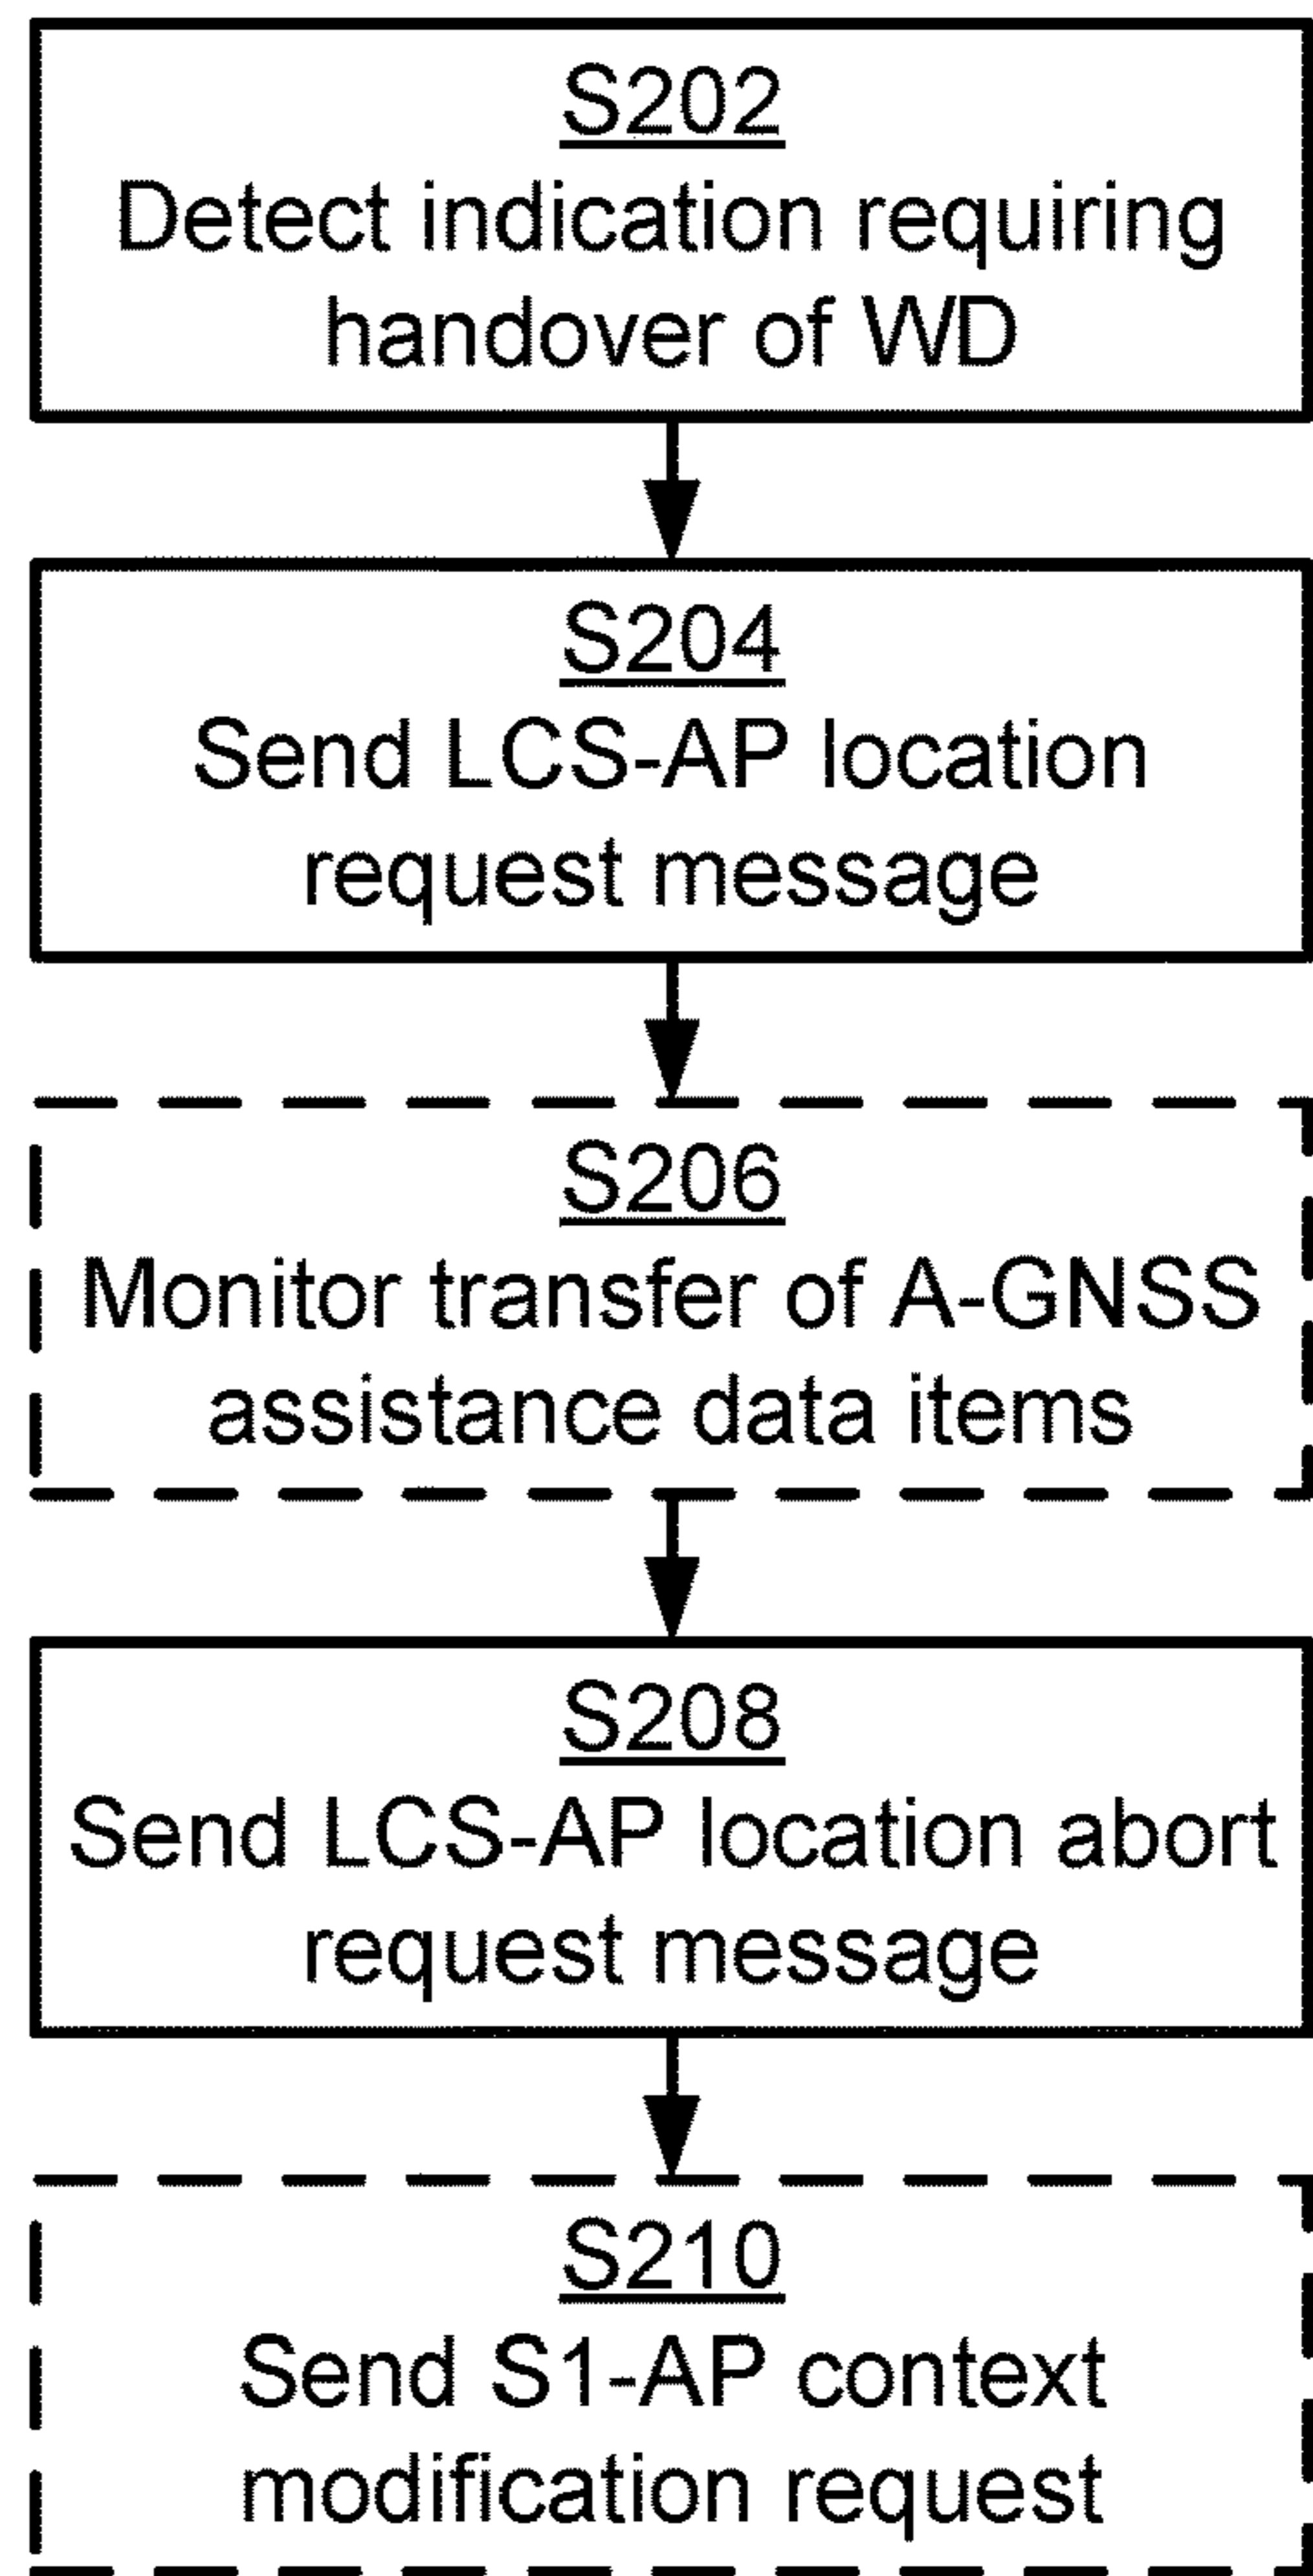 S202
Detect indication requiring
handover of WD
S204
Send LCS-AP location
request message
S206
Monitor transfer of A-GNSS
assistance data items
S208
Send LCS-AP location abort
request message
S210
Send S1-AP context
modification request